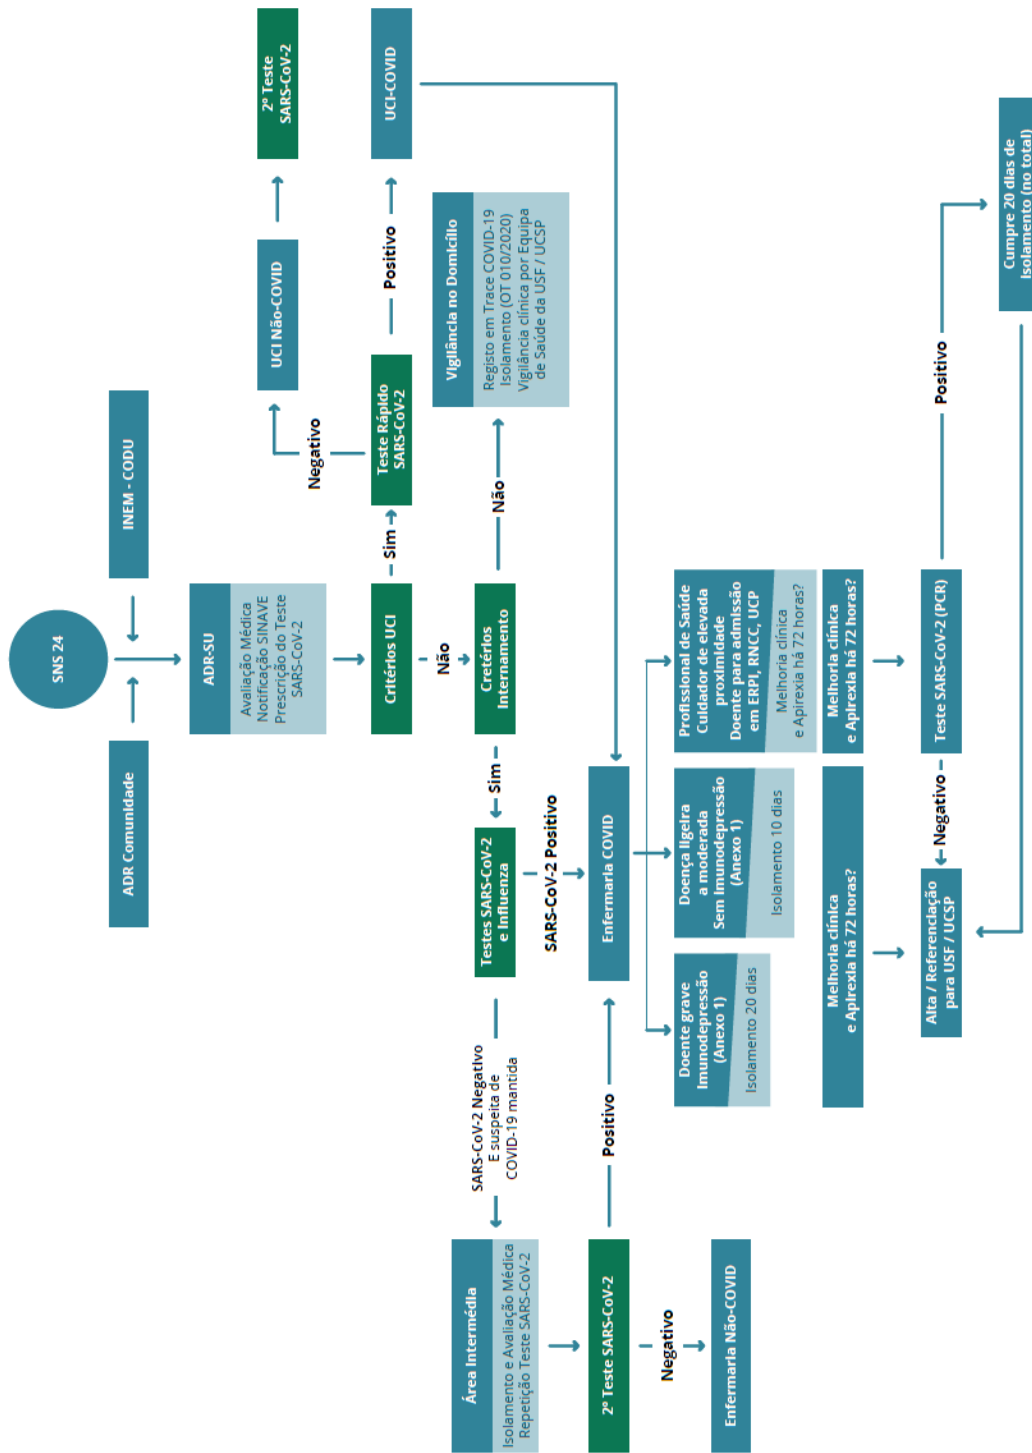 SNS 24
ADR Comunidade
INEM - CODU
ADR-SU
Avaliação Médica
Notificação SINAVE
Prescrição do Teste
SARS-CoV-2
Critérios UCI
Sim
Teste Rápido
SARS-CoV-2
Negativo
UCI Não-COVID
2º Teste
SARS-CoV-2
Positivo
UCI-COVID
Não
Cretérios
Internamento
Não
Vigilância no Domicílio
Registo em Trace COVID-19
Isolamento (OT 010/2020)
Vigilância clínica por Equipa
de Saúde da USF / UCSP
Sim
Testes SARS-CoV-2
e Influenza
SARS-CoV-2 Negativo
E suspeita de
COVID-19 mantida
Área Intermédia
Isolamento e Avaliação Médica
Repetição Teste SARS-CoV-2
SARS-CoV-2 Positivo
2º Teste SARS-CoV-2
Positivo
Enfermaria COVID
Negativo
Enfermaria Não-COVID
Doente grave
Imunodepressão
(Anexo 1)
Isolamento 20 dias
Doença ligeira
a moderada
Sem Imunodepressão
(Anexo 1)
Isolamento 10 dias
Profissional de Saúde
Cuidador de elevada
proximidade
Doente para admissão
em ERPI, RNCC, UCP
Melhoria clínica
e Apirexia há 72 horas?
Melhoria clínica
e Apirexia há 72 horas?
Melhoria clínica
e Apirexia há 72 horas?
Alta / Referenciação
para USF / UCSP
Negativo
Teste SARS-CoV-2 (PCR)
Positivo
Cumpre 20 dias de
Isolamento (no total)